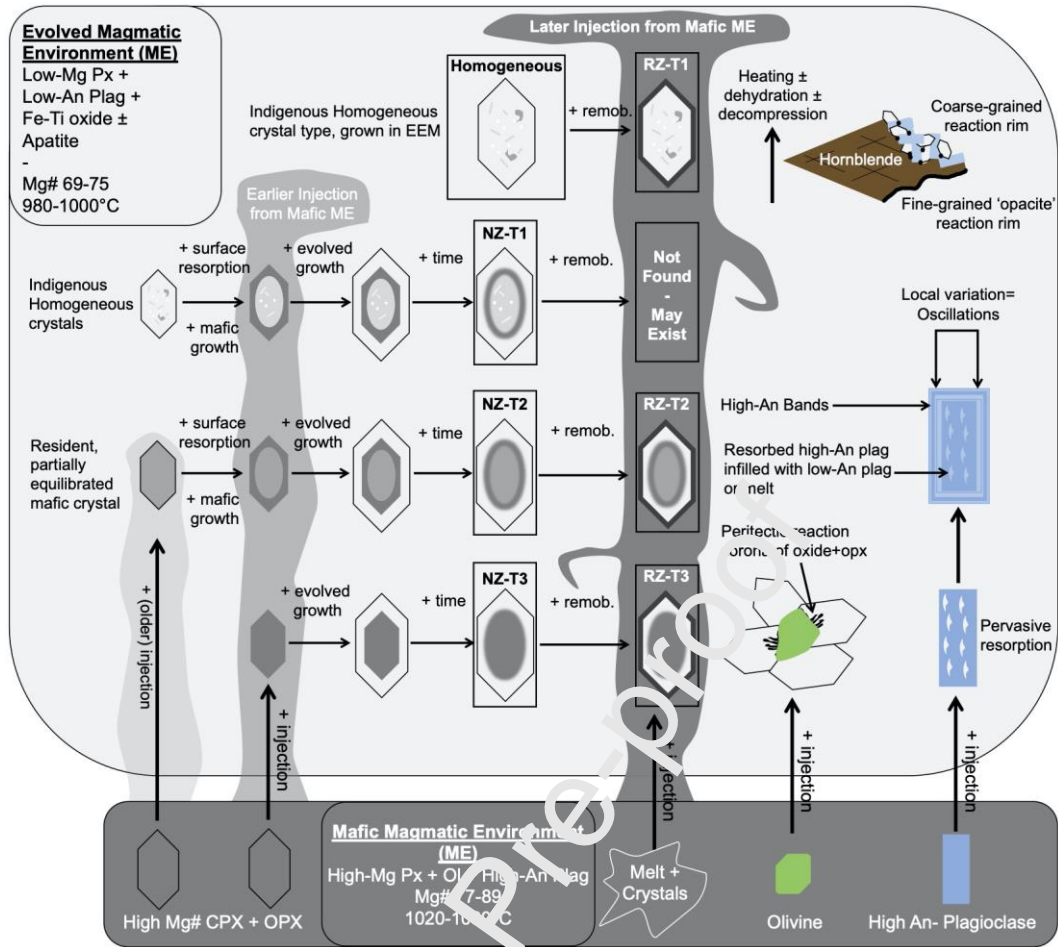 Evolved Magmatic
Environment (ME)
Low-Mg Px +
Low-An Plag +
Fe-Ti oxide ±
Apatite
-
Mg# 69-75
980-1000°C
Later Injection from Mafic ME
Homogeneous
RZ-T1
Indigenous Homogeneous
crystal type, grown in EEM
+ remob.
Heating ±
dehydration ±
decompression
Coarse-grained
reaction rim
Hornblende
Fine-grained 'opacite'
reaction rim
Earlier Injection
from Mafic ME
Indigenous
Homogeneous
crystals
+ surface
resorption
+ mafic
growth
+ evolved
growth
+ time
NZ-T1
+ remob.
Not
Found
-
May
Exist
Local variation=
Oscillations
High-An Bands
Resorbed high-An plag
infilled with low-An plag
or melt
Resident,
partially
equilibrated
mafic crystal
+ surface
resorption
+ mafic
growth
+ evolved
growth
+ time
NZ-T2
+ remob.
RZ-T2
Peritectic reaction
of oxide+opx
+ evolved
growth
+ time
NZ-T3
+ remob.
RZ-T3
Pervasive
resorption
+ (older) injection
+ injection
+ injection
+ injection
+ injection
High Mg# CPX + OPX
Mafic Magmatic Environment
(ME)
High-Mg Px + High-An Plag
Mg#
Melt +
Crystals
Olivine
High An- Plagioclase
Pre-proof